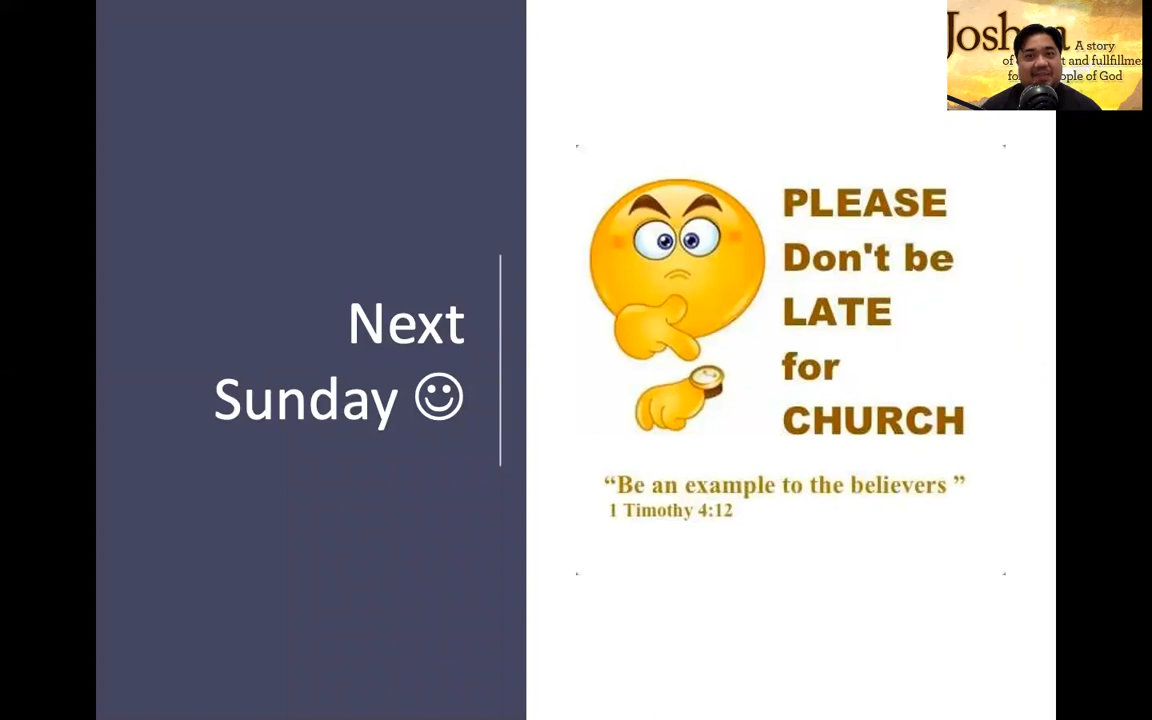 Next
Sunday ☺
PLEASE
Don't be
LATE
for
CHURCH
“Be an example to the believers ”
1 Timothy 4:12
A story
of and fullfillme
God